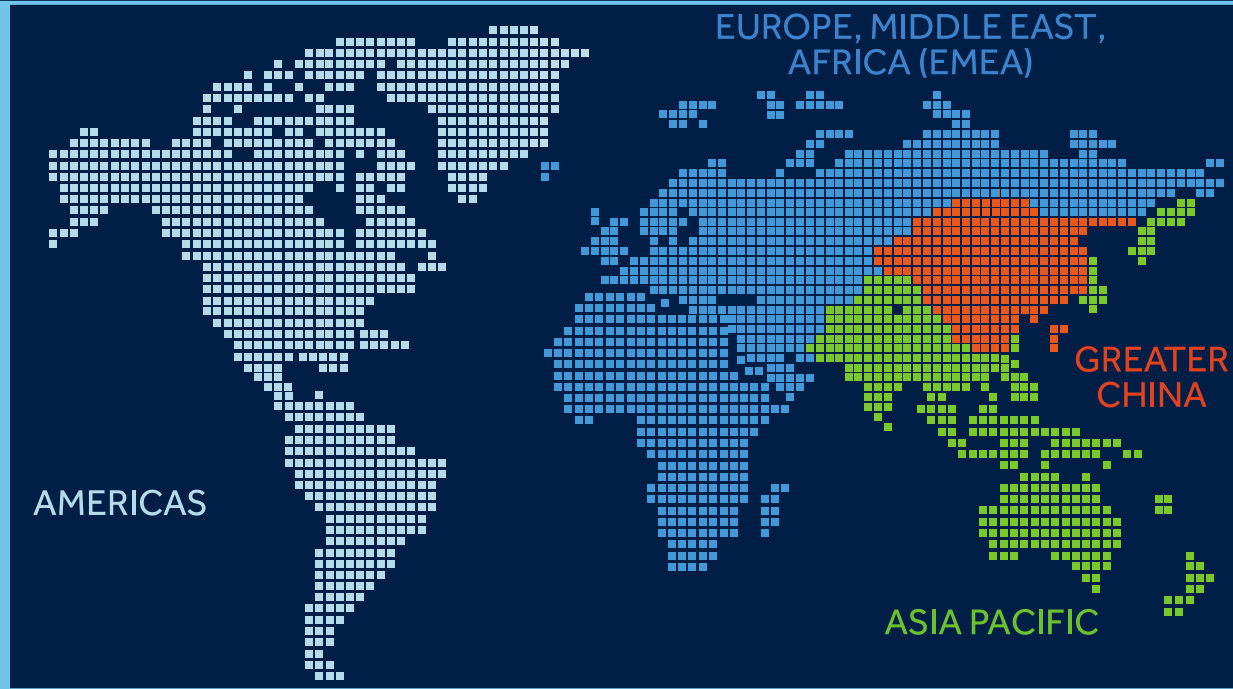 EUROPE, MIDDLE EAST,
AFRICA (EMEA)
GREATER
CHINA
AMERICAS
ASIA PACIFIC